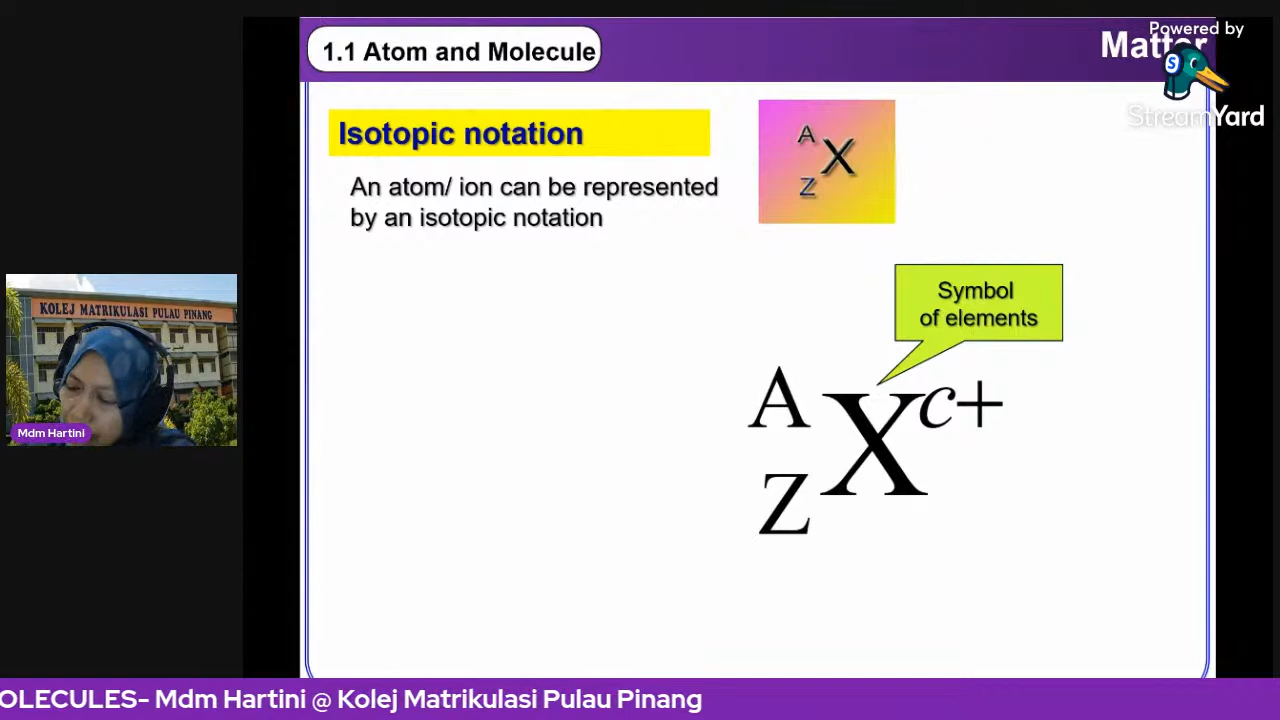 1.1 Atom and Molecule
Matter
Powered by
StreamYard
Isotopic notation
An atom/ ion can be represented
by an isotopic notation
A
X
Z
Symbol
of elements
A
X c+
Z
KOLEJ MATRIKULASI PULAU PINANG
Mdm Hartini
OLECULES- Mdm Hartini @ Kolej Matrikulasi Pulau Pinang